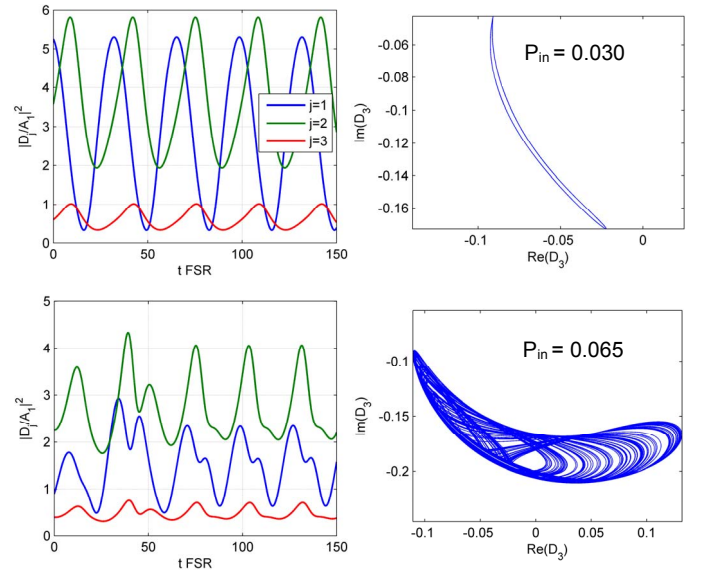 6
5
4
3
2
1
0
0
50
100
150
|D_j/A_1|^2
t FSR
j=1
j=2
j=3
P_in = 0.030
-0.06
-0.08
-0.1
-0.12
-0.14
-0.16
-0.1
-0.05
0
Im(D_3)
Re(D_3)
5
4
3
2
1
0
0
50
100
150
|D_j/A_1|^2
t FSR
P_in = 0.065
-0.1
-0.15
-0.2
-0.1
-0.05
0
0.05
0.1
Im(D_3)
Re(D_3)